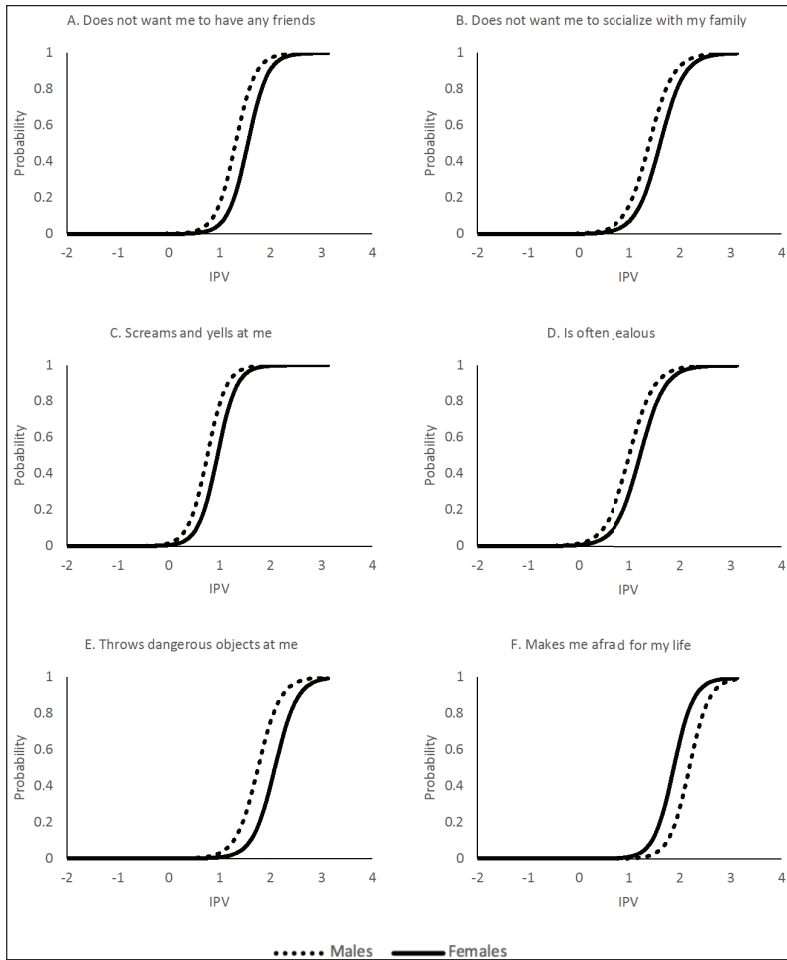 A. Does not want me to have any friends
B. Does not want me to socialize with my family
1
0.8
0.6
0.4
0.2
0
Probability
-2 -1 0 1 2 3 4
IPV
1
0.8
0.6
0.4
0.2
0
Probability
-2 -1 0 1 2 3 4
IPV
C. Screams and yells at me
D. Is often jealous
1
0.8
0.6
0.4
0.2
0
Pobability
-2 -1 0 1 2 3 4
IPV
1
0.8
0.6
0.4
0.2
0
Pobability
-2 -1 0 1 2 3 4
IPV
E. Throws dangerous objects at me
F. Makes me afrad for my life
1
0.8
0.6
0.4
0.2
0
Probability
-2 -1 0 1 2 3 4
IPV
1
0.8
0.6
0.4
0.2
0
Probability
-2 -1 0 1 2 3 4
IPV
Males Females